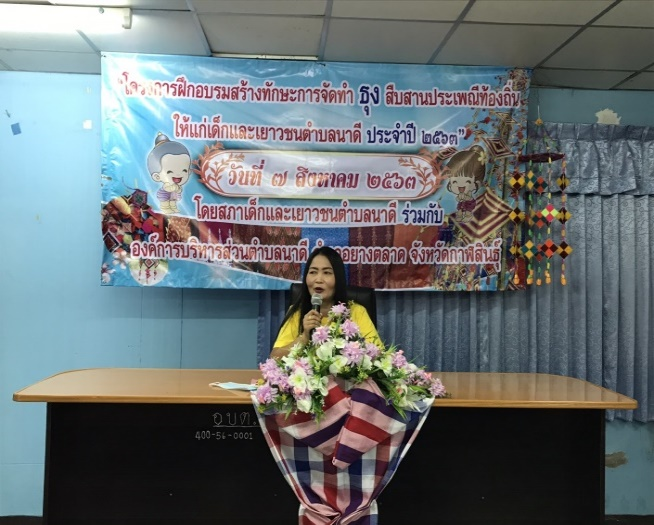 "โครงการฝึกอบรมสร้างทักษะการจัดทำ ธุง สืบสานประเพณีท้องถิ่น
ให้แก่เด็กและเยาวชนตำบลนาดี ประจำปี ๒๕๖๓"
วันที่ ๗ สิงหาคม ๒๕๖๓
โดยสภาเด็กและเยาวชนตำบลนาดี ร่วมกับ
องค์การบริหารส่วนตำบลนาดี อำเภอยางตลาด จังหวัดกาฬสินธุ์
อบต.
400-56-0001